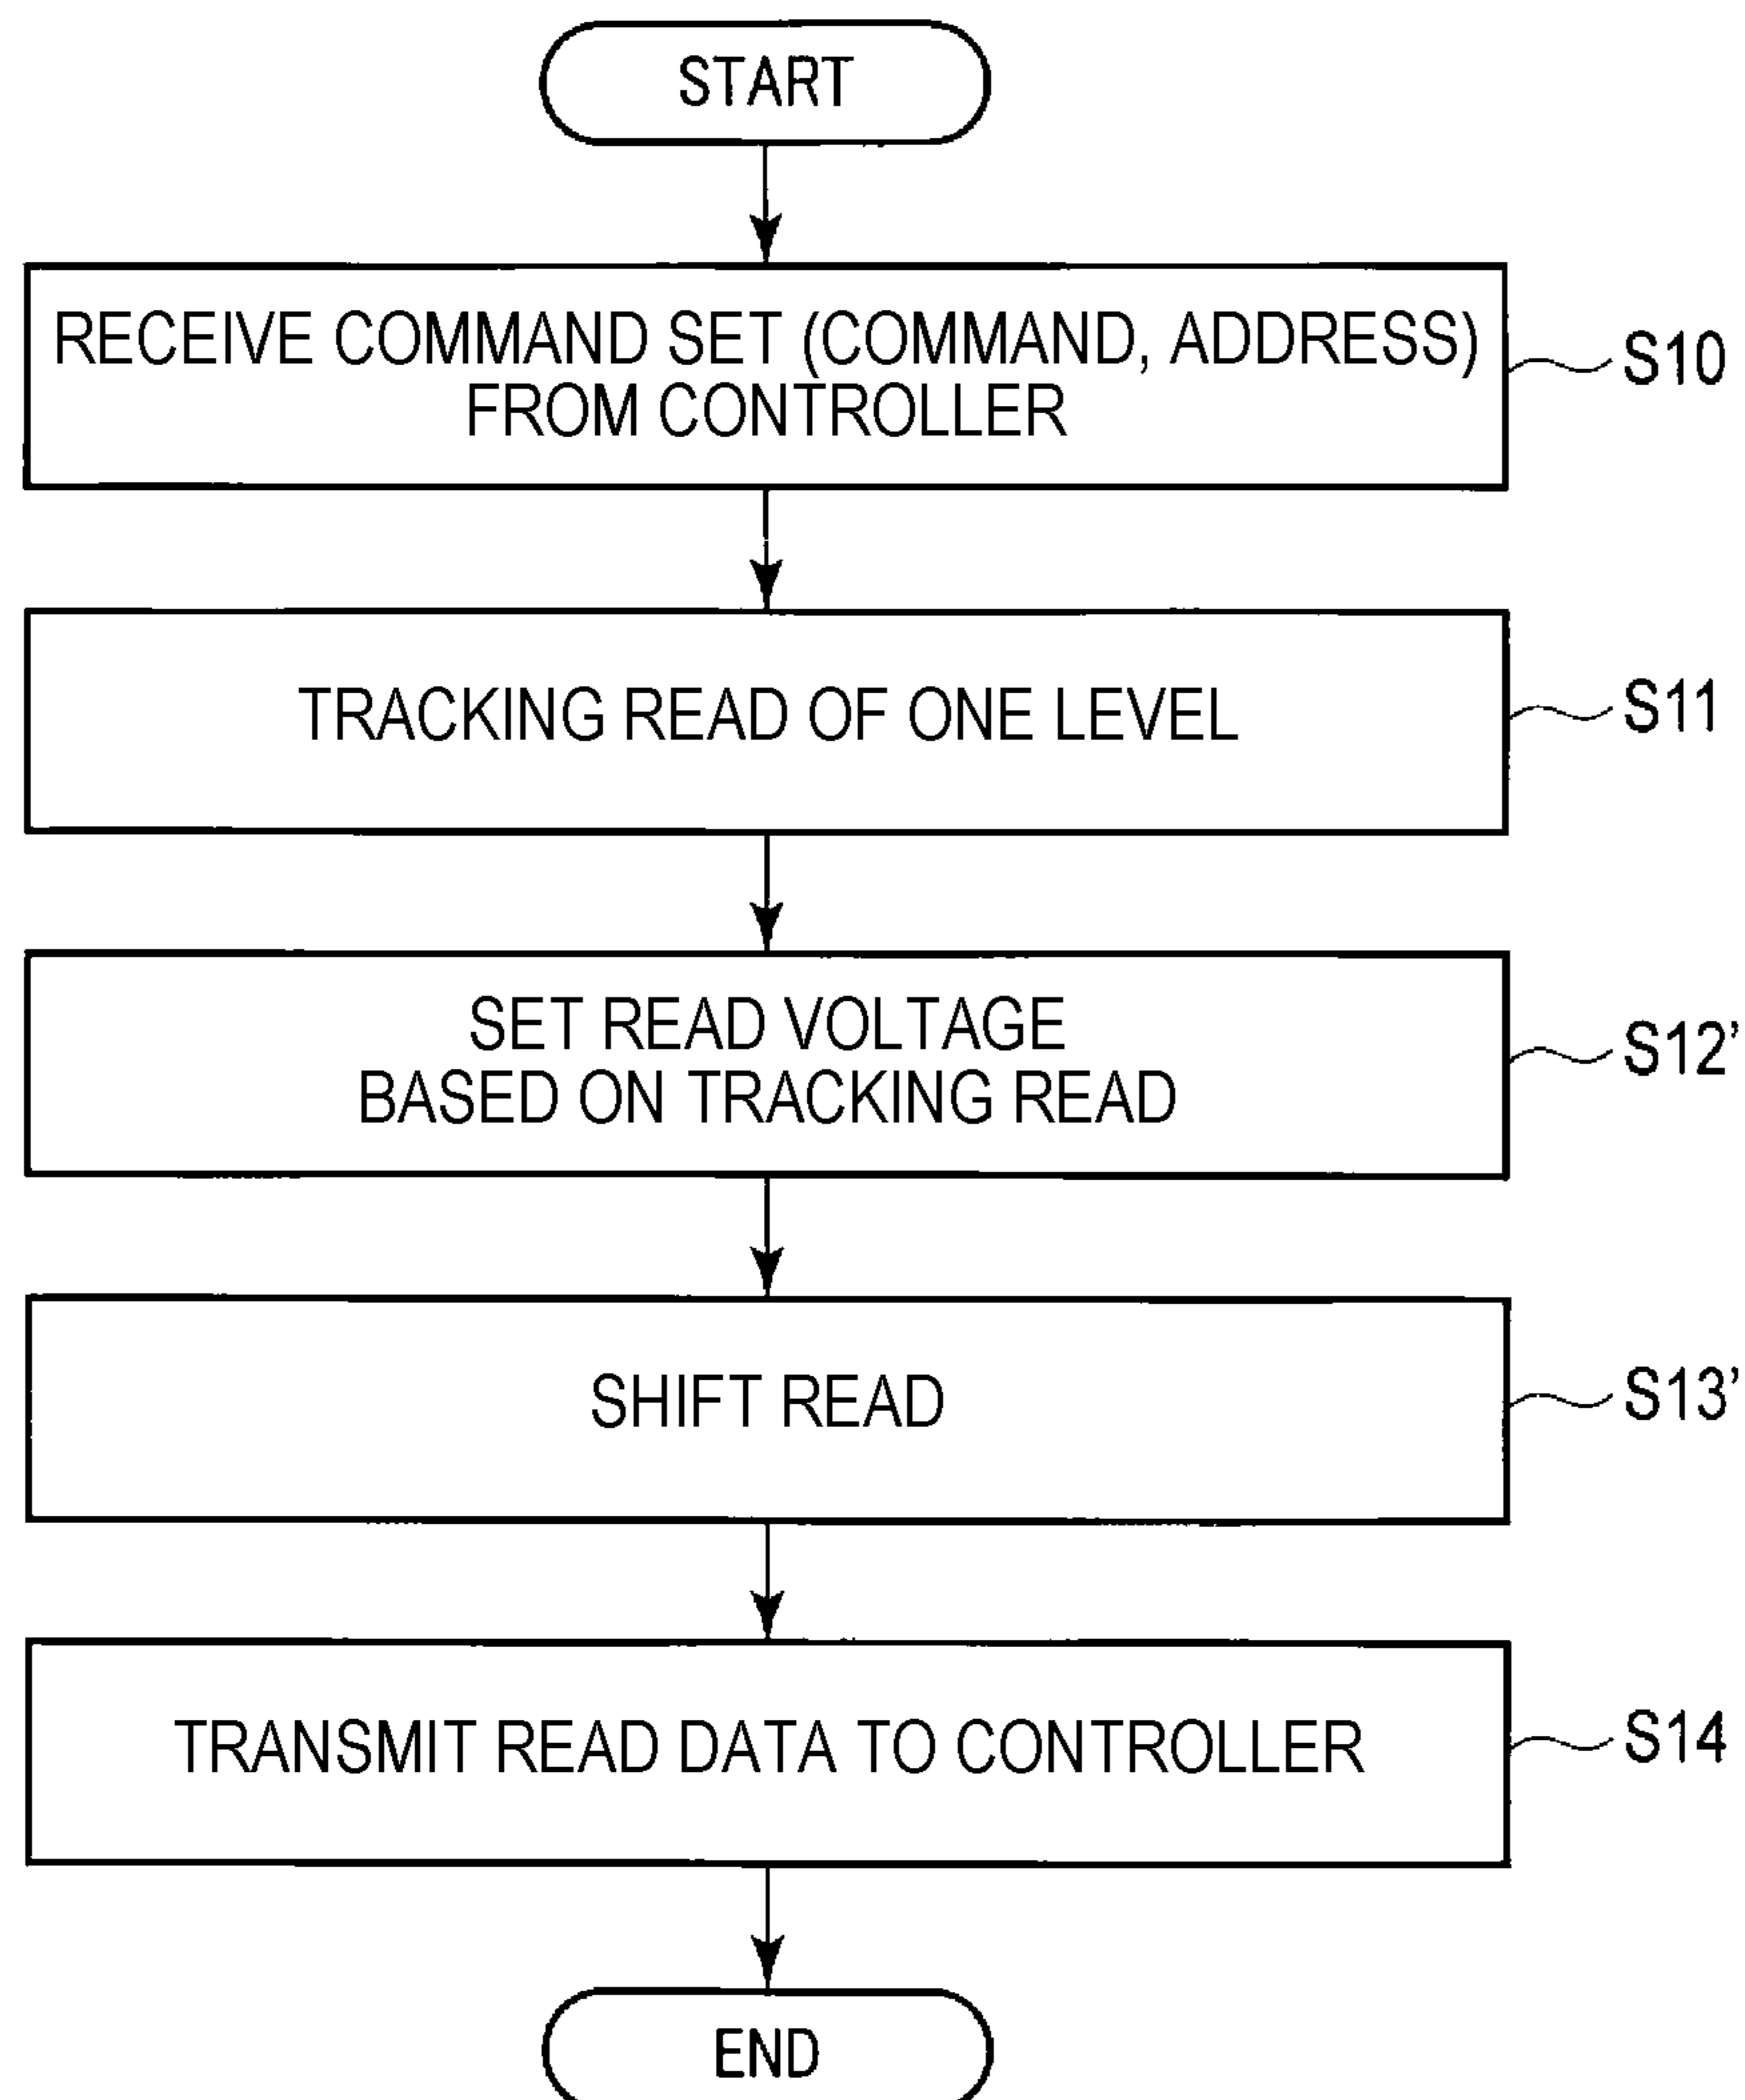 START
RECEIVE COMMAND SET (COMMAND, ADDRESS)
FROM CONTROLLER
S10
TRACKING READ OF ONE LEVEL
S11
SET READ VOLTAGE
BASED ON TRACKING READ
S12'
SHIFT READ
S13'
TRANSMIT READ DATA TO CONTROLLER
S14
END